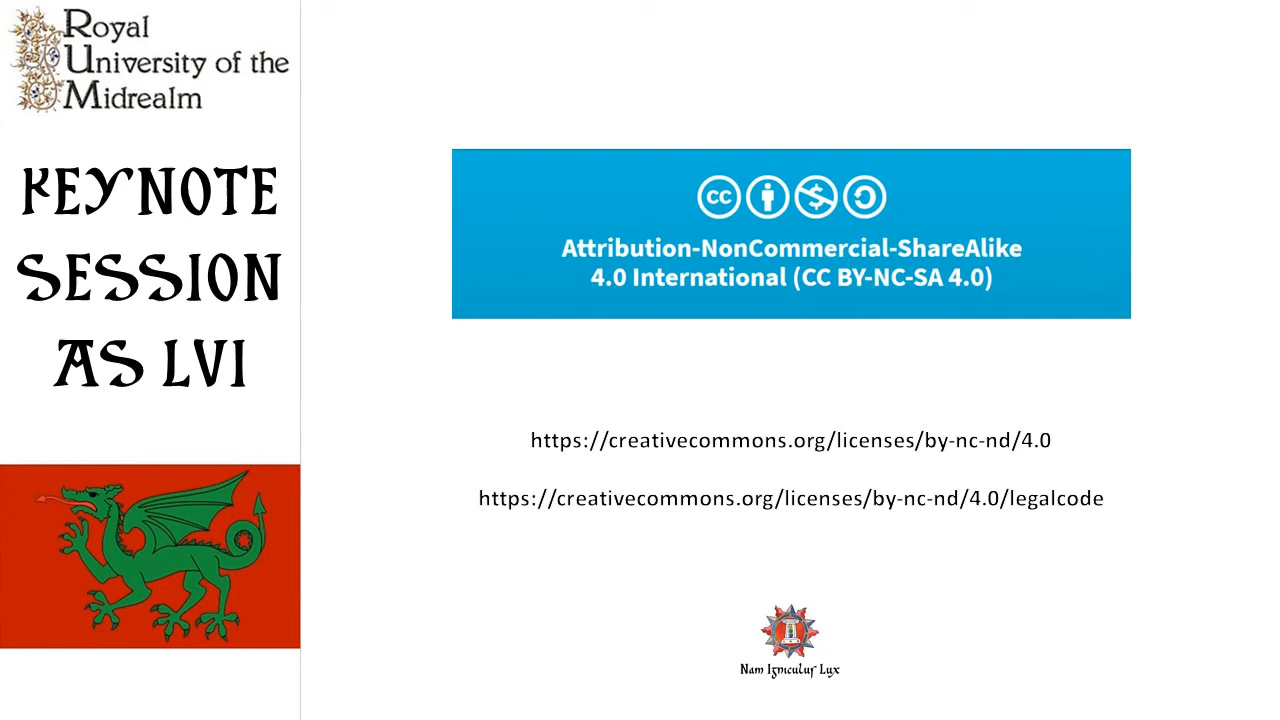 Royal
University of the
Midrealm
KEYNOTE
SESSION
AS LVI
cc
Attribution-NonCommercial-ShareAlike
4.0 International (CC BY-NC-SA 4.0)
https://creativecommons.org/licenses/by-nc-nd/4.0
https://creativecommons.org/licenses/by-nc-nd/4.0/legalcode
Nam Igniculus Lux